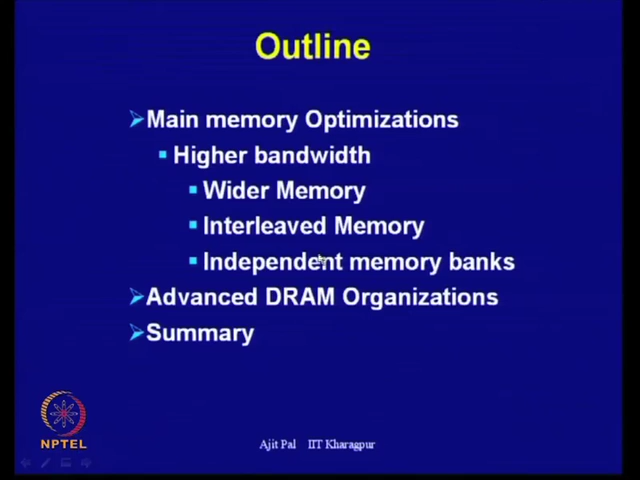 Outline
Main memory Optimizations
Higher bandwidth
Wider Memory
Interleaved Memory
Independent memory banks
Advanced DRAM Organizations
Summary
NPTEL
Ajit Pal IIT Kharagpur